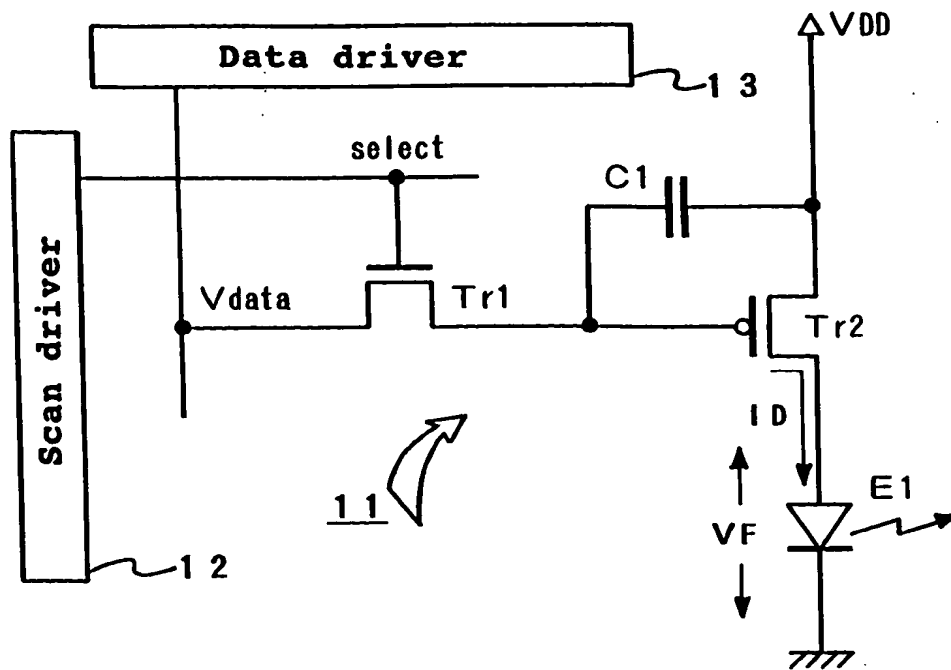 Data driver
VDD
13
select
C1
Scan driver
Vdata
Tr1
Tr2
ID
11
E1
VF
12